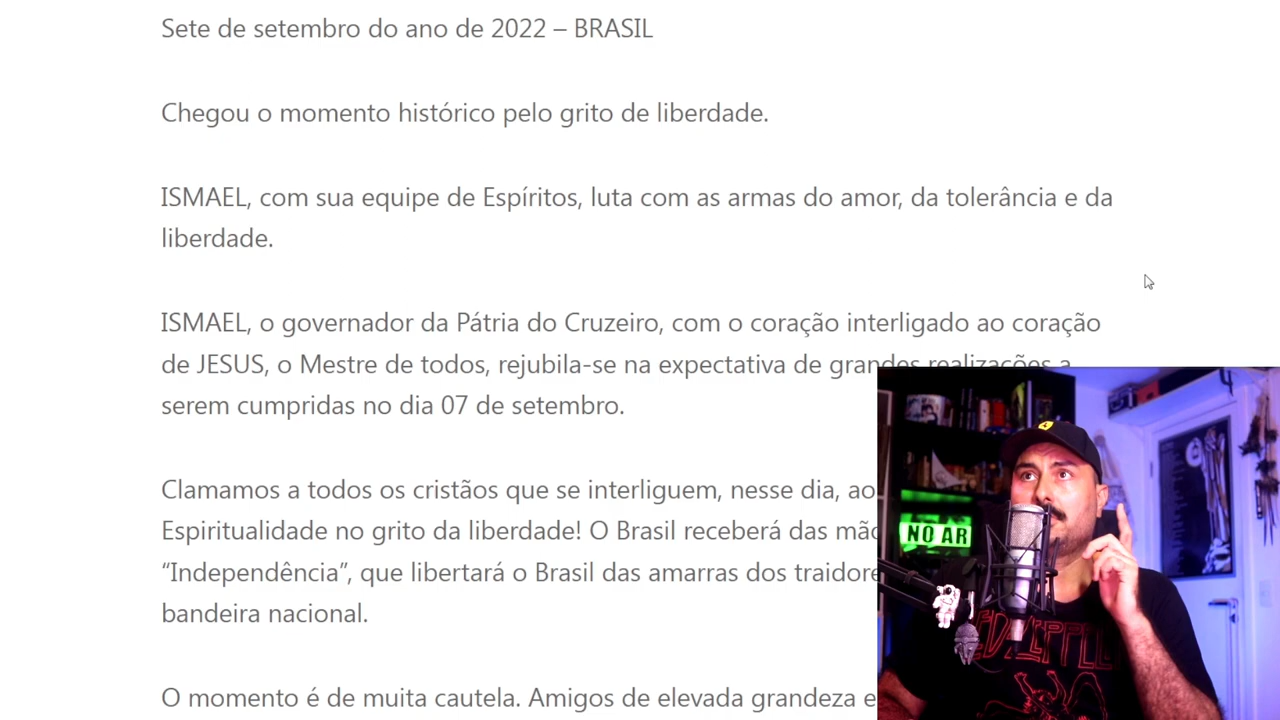 Sete de setembro do ano de 2022 – BRASIL
Chegou o momento histórico pelo grito de liberdade.
ISMAEL, com sua equipe de Espíritos, luta com as armas do amor, da tolerância e da
liberdade.
ISMAEL, o governador da Pátria do Cruzeiro, com o coração interligado ao coração
de JESUS, o Mestre de todos, rejubila-se na expectativa de grandes realizações a
serem cumpridas no dia 07 de setembro.
Clamamos a todos os cristãos que se interliguem, nesse dia, ao
Espiritualidade no grito da liberdade! O Brasil receberá das
“Independência”, que libertará o Brasil das amarras dos
bandeira nacional.
O momento é de muita cautela. Amigos de elevada grandeza
NO AR